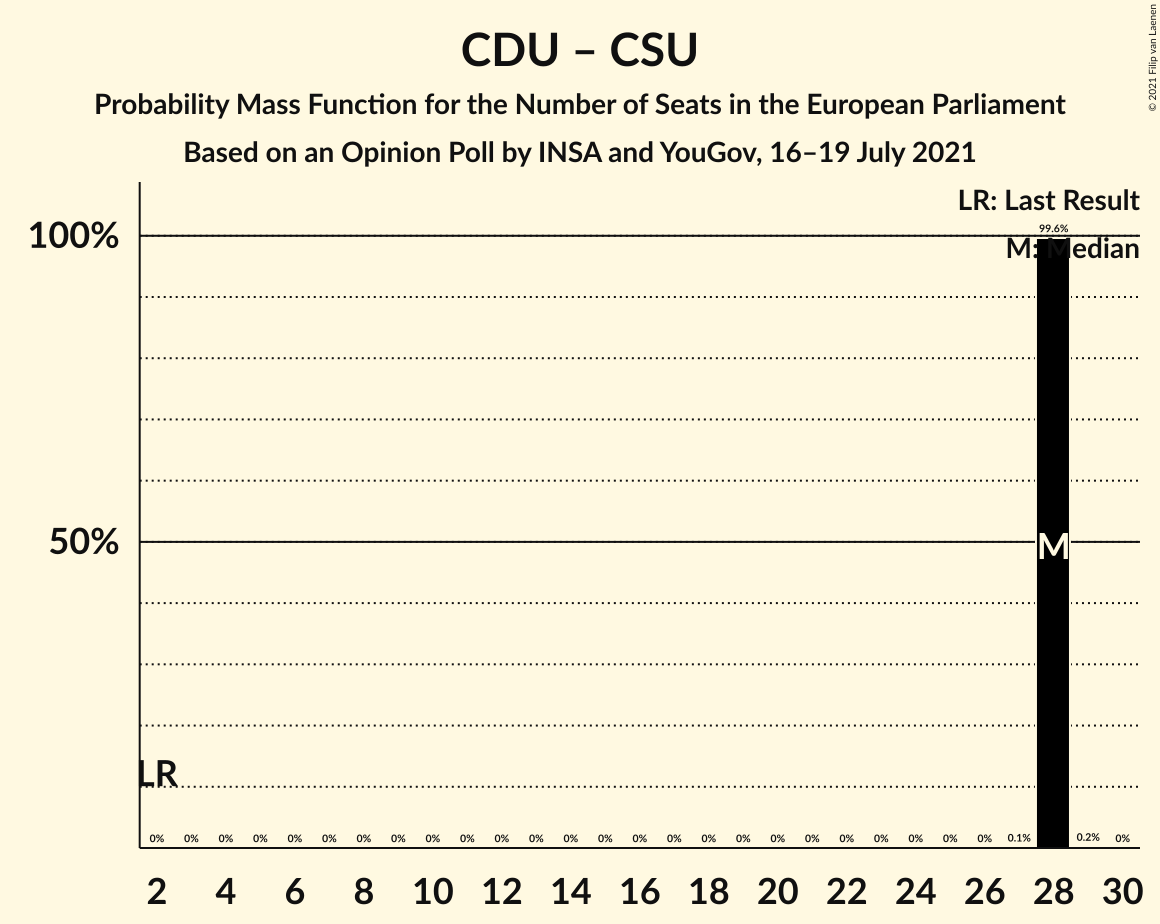 CDU – CSU
Probability Mass Function for the Number of Seats in the European Parliament
Based on an Opinion Poll by INSA and YouGov, 16–19 July 2021
© 2021 Filip van Laenen
LR: Last Result
M: Median
100%
50%
99.6%
M
LR
0% 0% 0% 0% 0% 0% 0% 0% 0% 0% 0% 0% 0% 0% 0% 0% 0% 0% 0% 0% 0% 0% 0% 0% 0% 0.1% 0.2% 0%
2 4 6 8 10 12 14 16 18 20 22 24 26 28 30